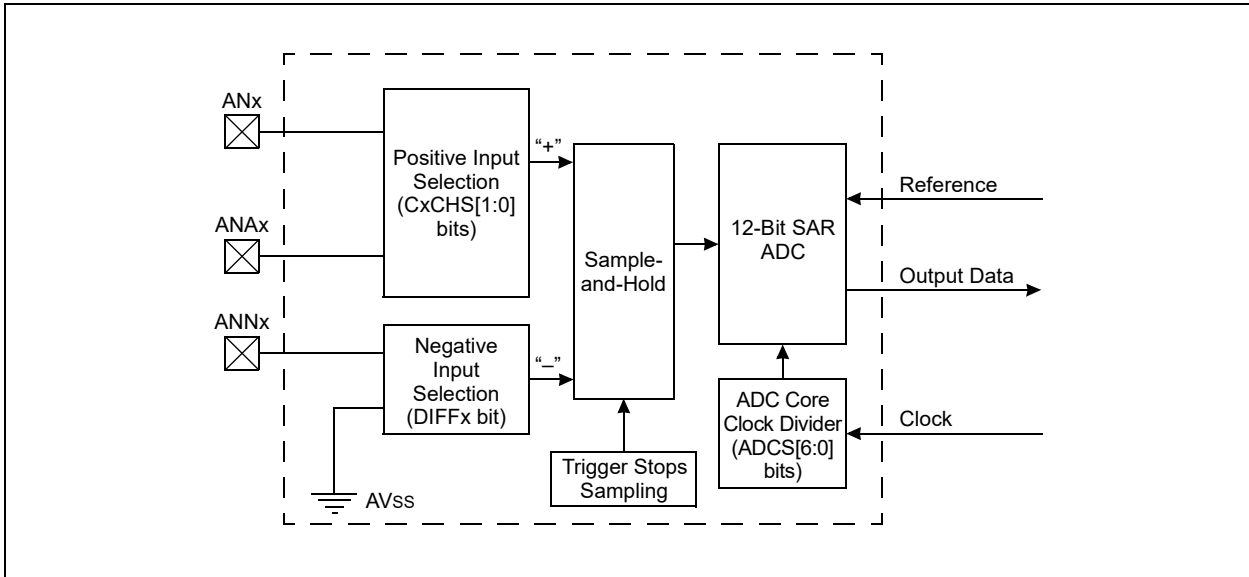 ANx
ANAx
ANNx
Positive Input
Selection
(CxCHS[1:0]
bits)
“+”
Negative
Input
Selection
(DIFFx bit)
“–”
AVSS
Sample-
and-Hold
Trigger Stops
Sampling
12-Bit SAR
ADC
ADC Core
Clock Divider
(ADCS[6:0]
bits)
Reference
Output Data
Clock